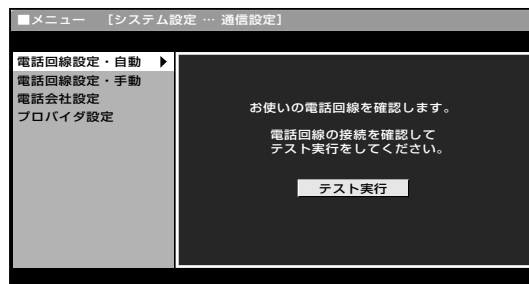 ■メニュー [システム設定 … 通信設定]
電話回線設定・自動 ▶
電話回線設定・手動
電話会社設定
プロバイダ設定
お使いの電話回線を確認します。
電話回線の接続を確認して
テスト実行をしてください。
テスト実行